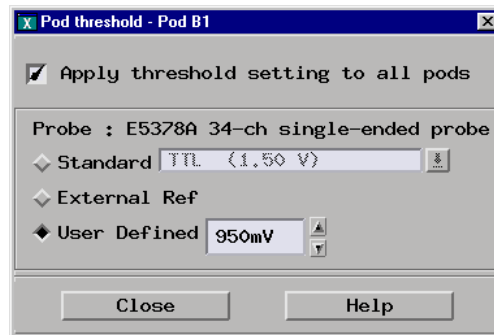 Pod threshold - Pod B1
Apply threshold setting to all pods
Probe : E5378A 34-ch single-ended probe
Standard TTL (1.50 V)
External Ref
User Defined 950mV
Close Help